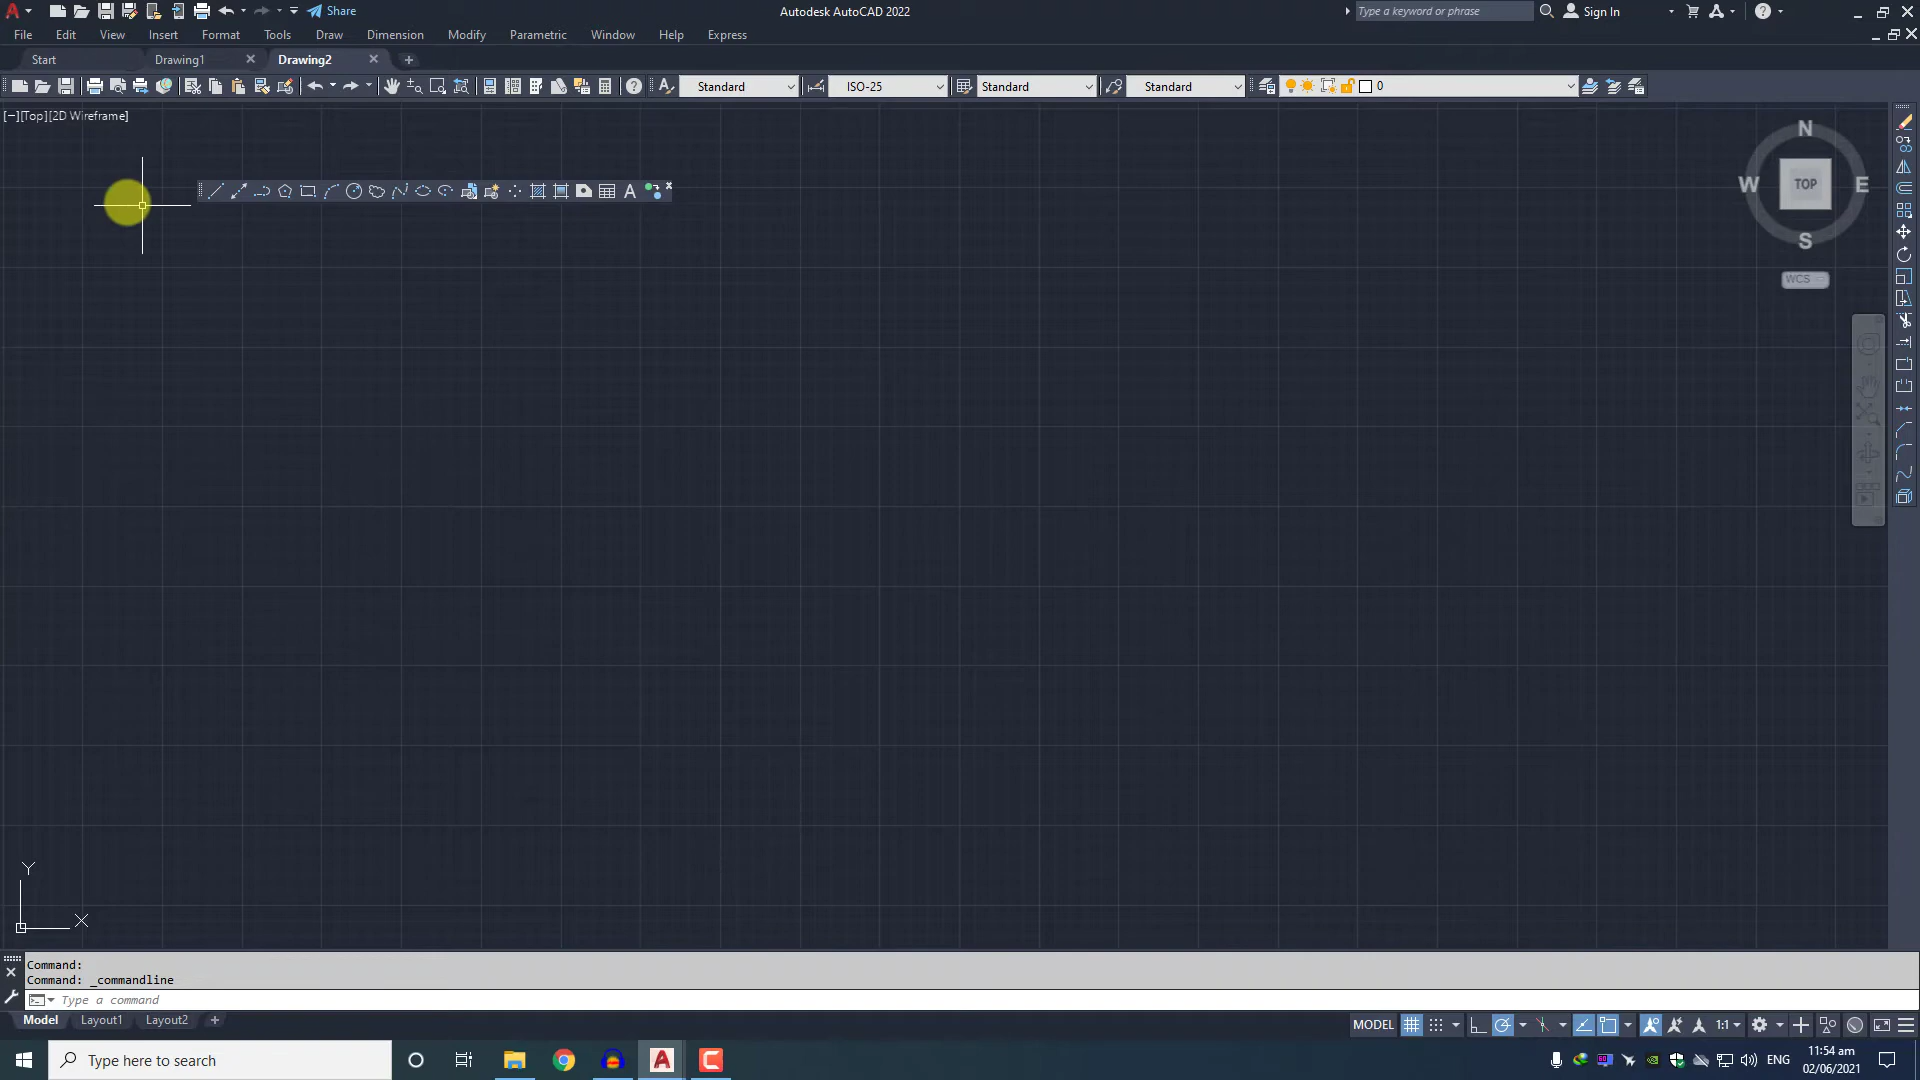 Share
Autodesk AutoCAD 2022
Type a keyword or phrase
Sign In
File Edit View Insert Format Tools Draw Dimension Modify Parametric Window Help Express
Start Drawing1 Drawing2
Standard ISO-25 Standard Standard 0
[−][Top][2D Wireframe]
N
W TOP E
S
WCS
Y
X
Command:
Command: _commandline
Type a command
Model Layout1 Layout2
MODEL 1:1
Type here to search
ENG
11:54 am
02/06/2021